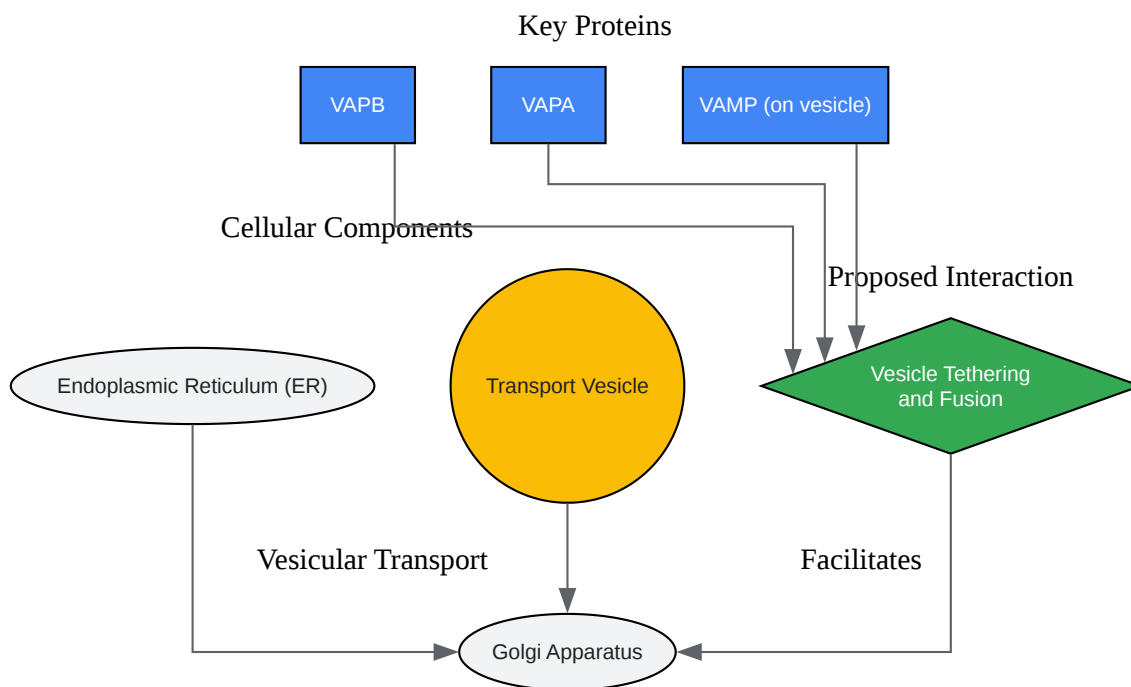 Key Proteins
VAPB
VAPA
VAMP (on vesicle)
Cellular Components
Proposed Interaction
Endoplasmic Reticulum (ER)
Transport Vesicle
Vesicle Tethering
and Fusion
Vesicular Transport
Facilitates
Golgi Apparatus